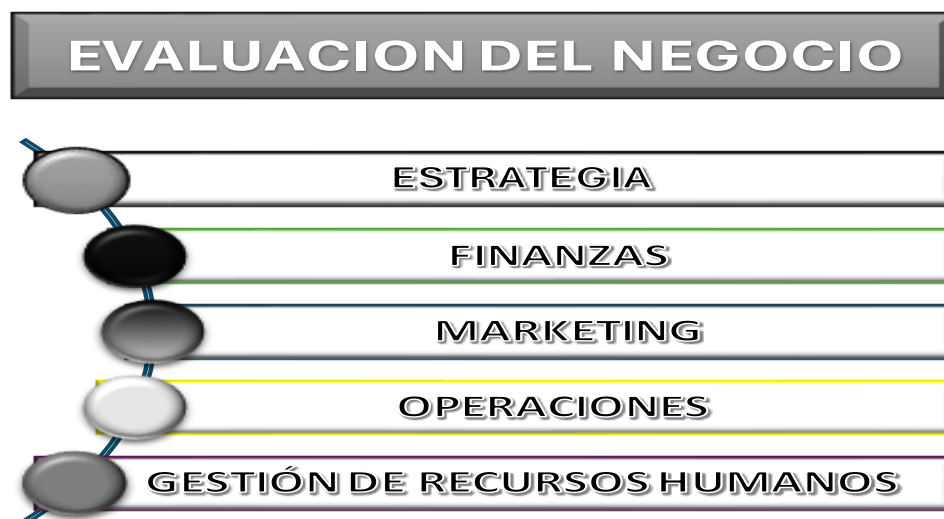 EVALUACION DEL NEGOCIO
ESTRATEGIA
FINANZAS
MARKETING
OPERACIONES
GESTIÓN DE RECURSOS HUMANOS